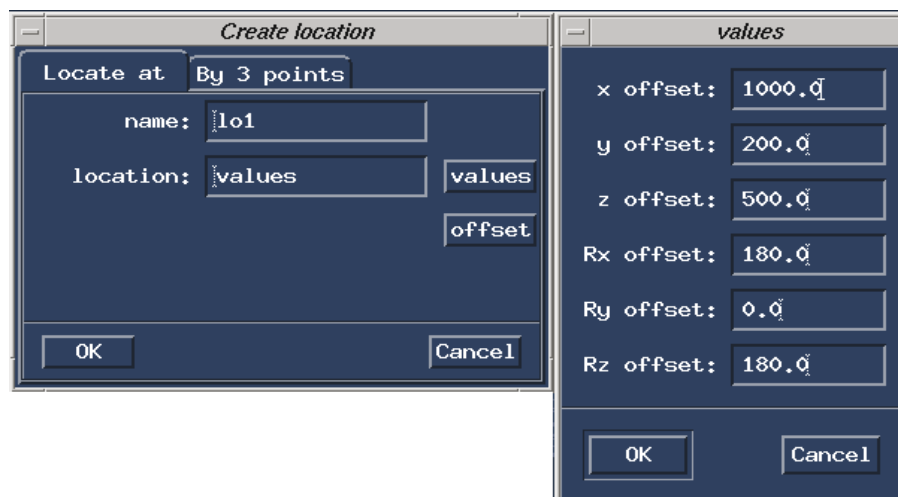 Create location
Locate at By 3 points
name: lo1
location: values values
offset
OK Cancel
values
x offset: 1000.0
y offset: 200.0
z offset: 500.0
Rx offset: 180.0
Ry offset: 0.0
Rz offset: 180.0
OK Cancel